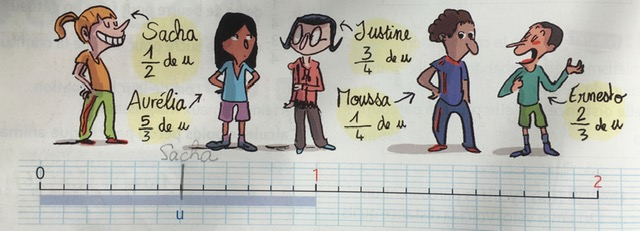 Sacha
1/2 de u
Aurélia
5/3 de u
Justine
3/4 de u
Moussa
1/4 de u
Ernesto
2/3 de u
Sacha
0 1 2
u